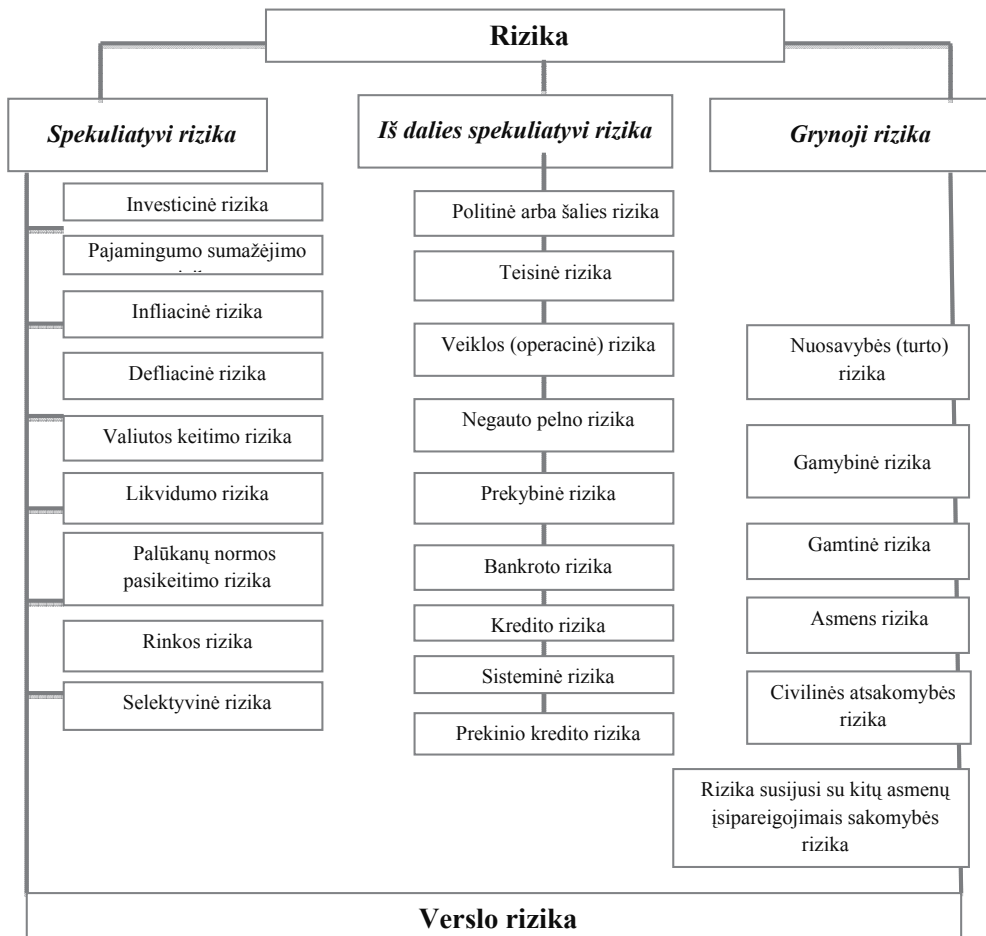 Rizika
Spekuliatyvi rizika
Investicinė rizika
Pajamingumo sumažėjimo
Infliacinė rizika
Defliacinė rizika
Valiutos keitimo rizika
Likvidumo rizika
Palūkanų normos
pasikeitimo rizika
Rinkos rizika
Selektyvinė rizika
Iš dalies spekuliatyvi rizika
Politinė arba šalies rizika
Teisinė rizika
Veiklos (operacinė) rizika
Negauto pelno rizika
Prekybinė rizika
Bankroto rizika
Kredito rizika
Sisteminė rizika
Prekinio kredito rizika
Grynoji rizika
Nuosavybės (turto)
rizika
Gamybinė rizika
Gamtinė rizika
Asmens rizika
Civilinės atsakomybės
rizika
Rizika susijusi su kitų asmenų
įsipareigojimais sakomybės
rizika
Verslo rizika